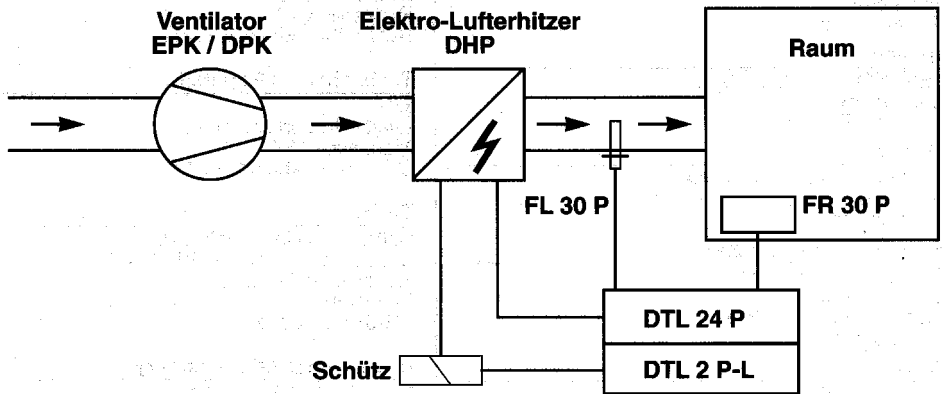 Ventilator
EPK / DPK
Elektro-Lufterhitzer
DHP
Raum
FL 30 P
FR 30 P
DTL 24 P
Schütz
DTL 2 P-L